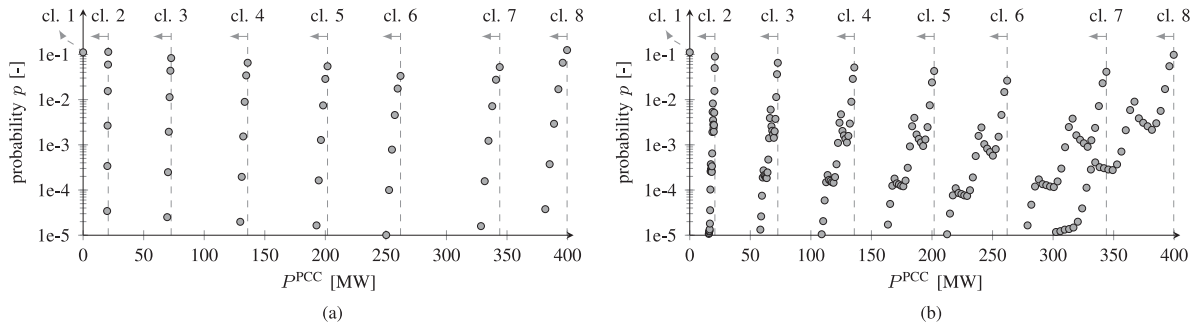 cl. 1 cl. 2 cl. 3 cl. 4 cl. 5 cl. 6 cl. 7 cl. 8
1e-1
1e-2
1e-3
1e-4
1e-5
probability p [-]
0 50 100 150 200 250 300 350 400
P^PCC [MW]
(a)
cl. 1 cl. 2 cl. 3 cl. 4 cl. 5 cl. 6 cl. 7 cl. 8
1e-1
1e-2
1e-3
1e-4
1e-5
probability p [-]
0 50 100 150 200 250 300 350 400
P^PCC [MW]
(b)